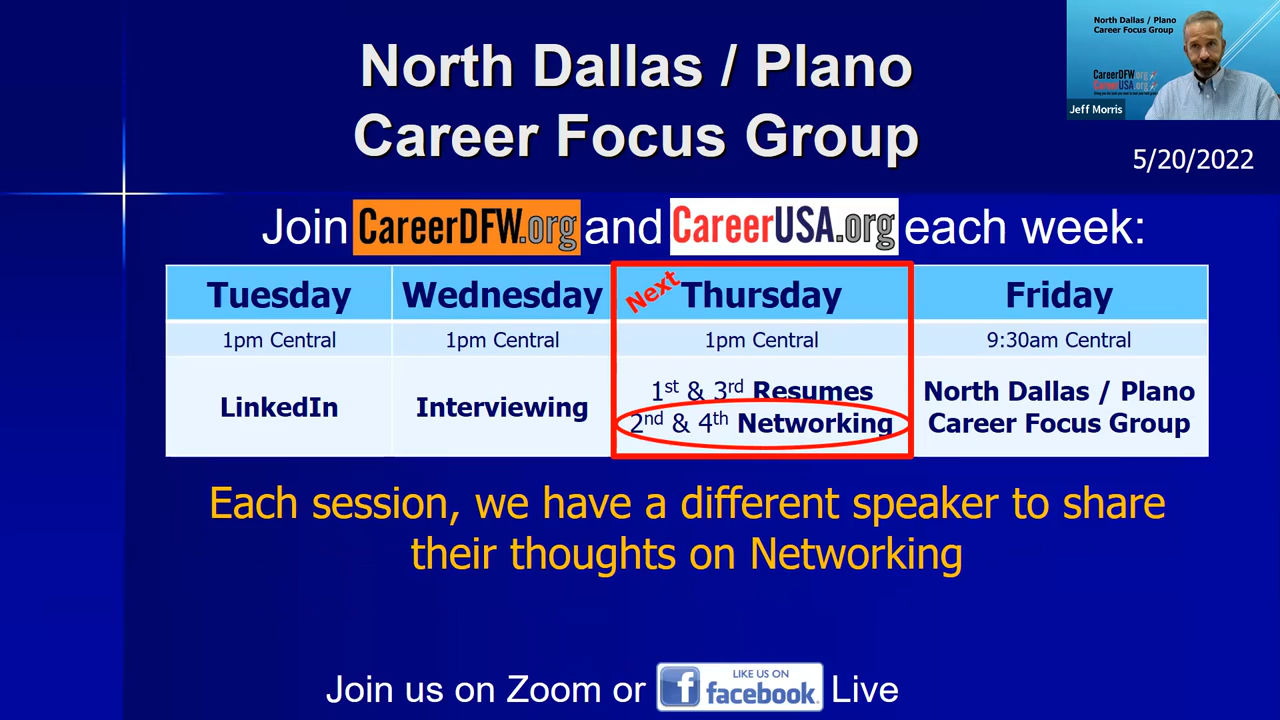 North Dallas / Plano
Career Focus Group
North Dallas / Plano
Career Focus Group
CareerDFW.org
CareerUSA.org
Jeff Morris
5/20/2022
Join CareerDFW.org and CareerUSA.org each week:
Tuesday Wednesday Next Thursday Friday
1pm Central 1pm Central 1pm Central 9:30am Central
LinkedIn Interviewing 1st & 3rd Resumes North Dallas / Plano
2nd & 4th Networking Career Focus Group
Each session, we have a different speaker to share
their thoughts on Networking
Join us on Zoom or LIKE US ON facebook. Live